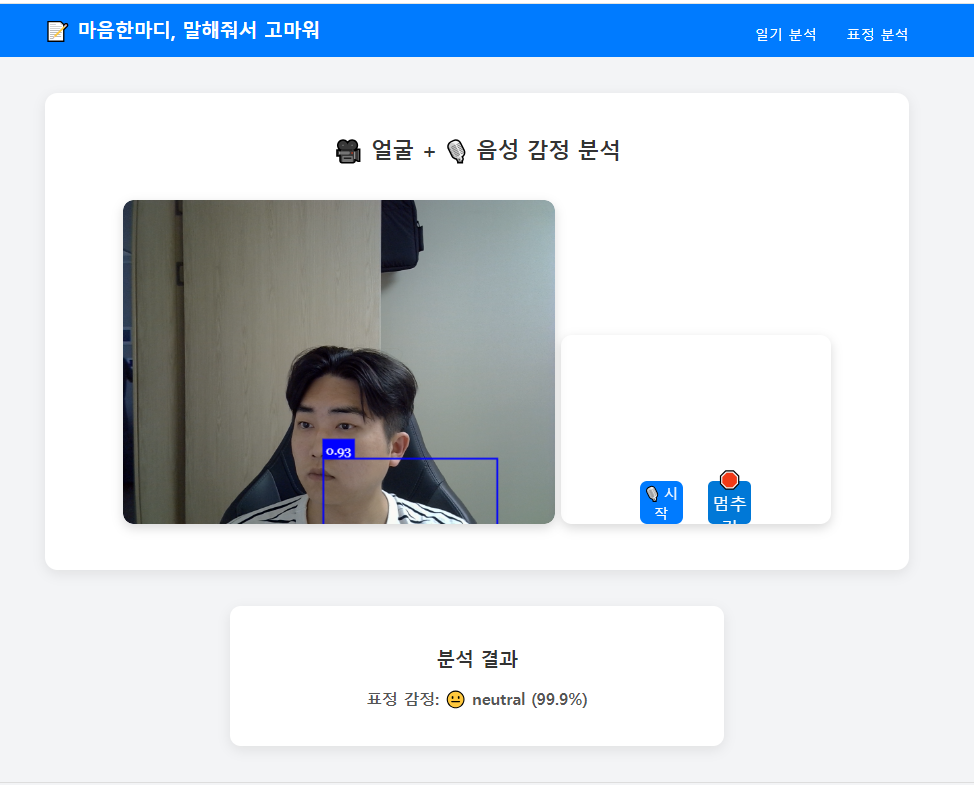 📝 마음한마디, 말해줘서 고마워
일기 분석 표정 분석
🎥 얼굴 + 🎙 음성 감정 분석
0.93
🎙 시
작
🛑
멈추
분석 결과
표정 감정: 😐 neutral (99.9%)